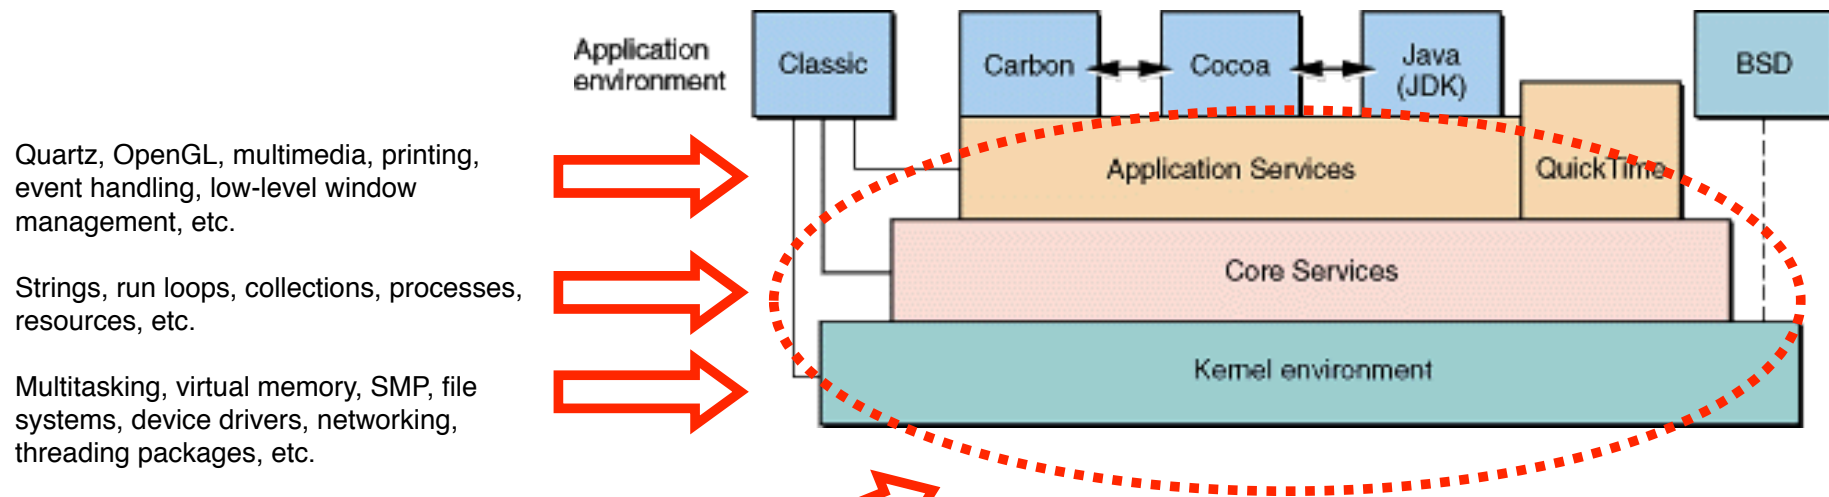 Application
environment
Classic
Carbon
Cocoa
Java
(JDK)
BSD
Quartz, OpenGL, multimedia, printing,
event handling, low-level window
management, etc.
Application Services
QuickTime
Strings, run loops, collections, processes,
resources, etc.
Core Services
Multitasking, virtual memory, SMP, file
systems, device drivers, networking,
threading packages, etc.
Kernel environment